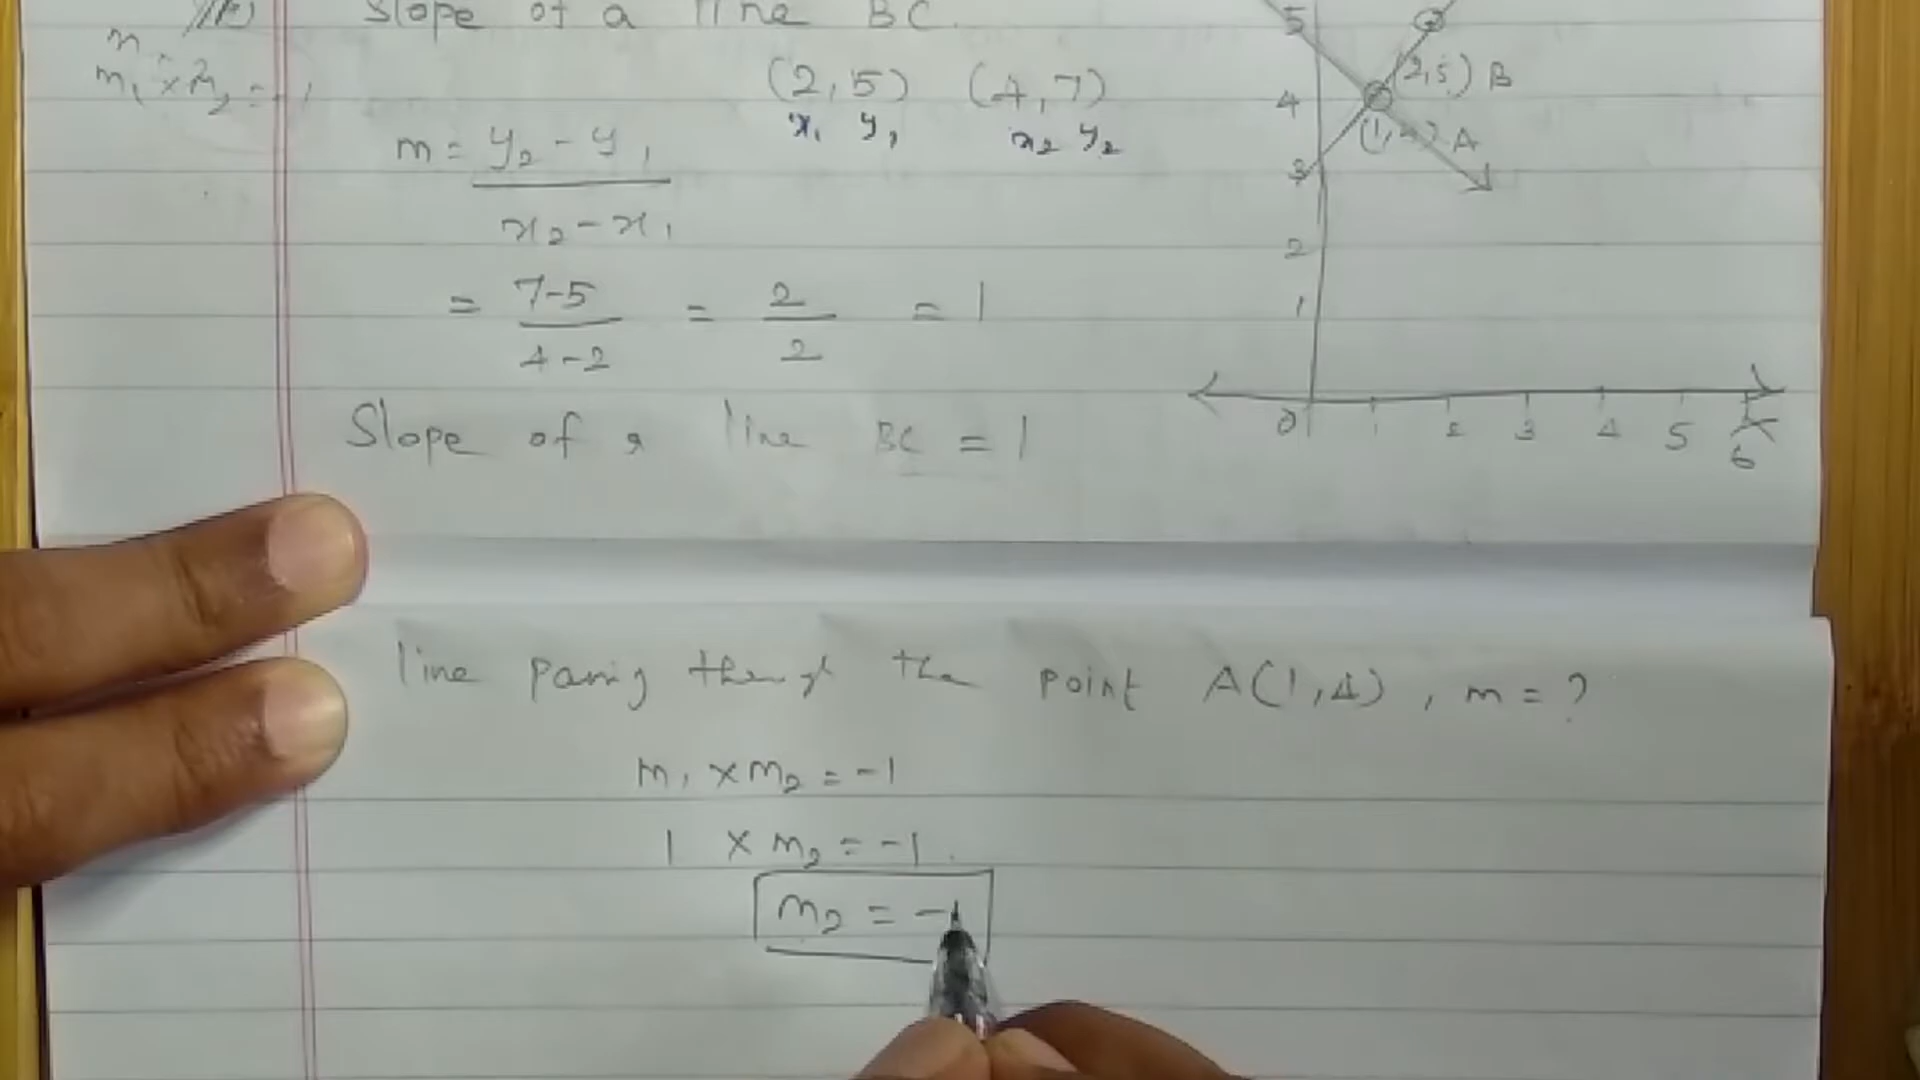 Slope of a line BC.
m₁ × m₂ = -1
(2,5) (4,7)
x₁ y₁ x₂ y₂
m = y₂ - y₁
x₂ - x₁
= 7-5 = 2 = 1
4-2 2
Slope of a line BC = 1
5
(2,5) B
4
(1,4) A
3
2
1
0 1 2 3 4 5 6
X
line the point A(1,4), m = ?
m₁ × m₂ = -1
1 × m₂ = -1
m₂ = -1